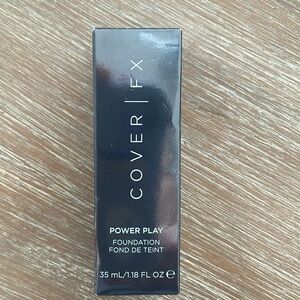 COVER | FX
POWER PLAY
FOUNDATION
FOND DE TEINT
35 mL/1.18 FL OZ ℮